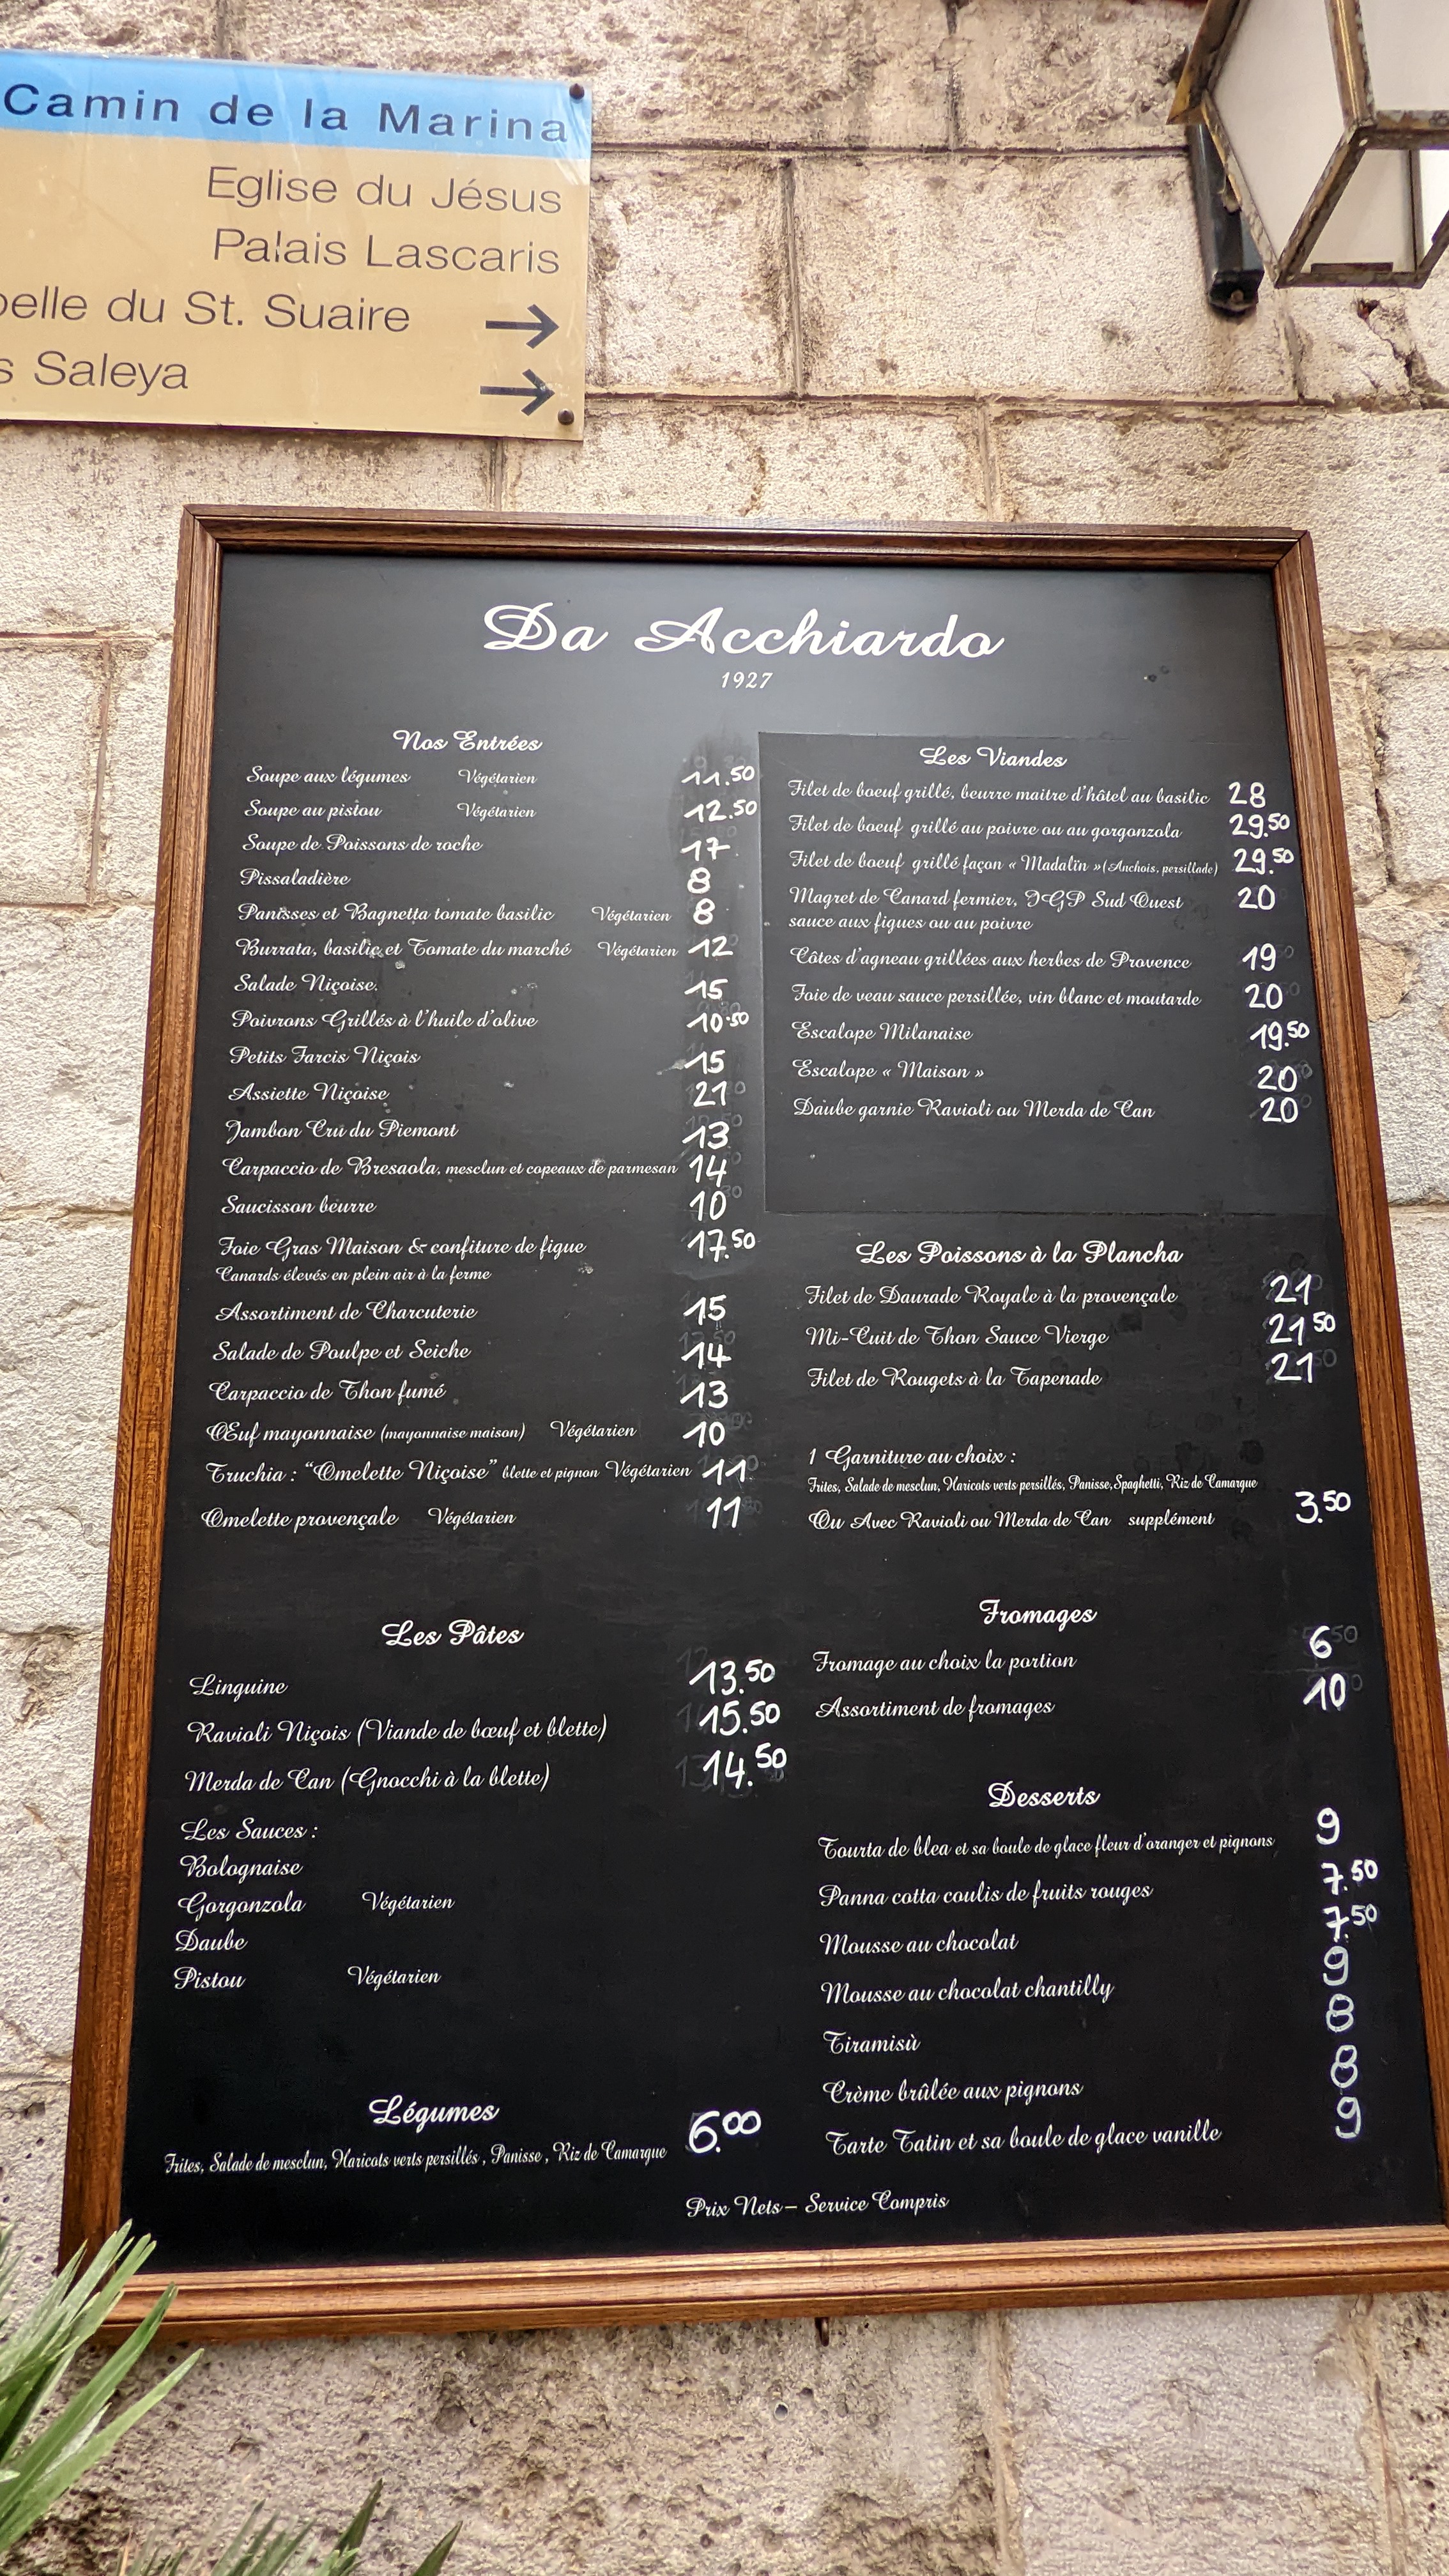 Camin de la Marina
Eglise du Jésus
Palais Lascaris
du St. Suaire →
Saleya →
Da Acchiardo
1927
Nos Entrées
Soupe aux légumes Végétarien 11.50
Soupe au pistou Végétarien 12.50
Soupe de Poissons de roche 17
Pissaladière 8
Panisses et Bagnetta tomate basilic Végétarien 8
Burrata, basilic et Tomate du marché Végétarien 12
Salade Niçoise. 15
Poivrons Grillés à l'huile d'olive 10.50
Petits Farcis Niçois 15
Assiette Niçoise 21
Jambon Cru du Piemont 13
Carpaccio de Bresaola, mesclun et copeaux de parmesan 14
Saucisson beurre 10
Foie Gras Maison & confiture de figue 17.50
Canards élevés en plein air à la ferme
Assortiment de Charcuterie 15
Salade de Poulpe et Seiche 14
Carpaccio de Thon fumé 13
Œuf mayonnaise (mayonnaise maison) Végétarien 10
Truchia : “Omelette Niçoise” blette et pignon Végétarien 11
Omelette provençale Végétarien 11
Les Pâtes
Linguine 13.50
Ravioli Niçois (Viande de bœuf et blette) 15.50
Merda de Can (Gnocchi à la blette) 14.50
Les Sauces :
Bolognaise
Gorgonzola Végétarien
Daube
Pistou Végétarien
Légumes
Frites, Salade de mesclun, Haricots verts persillés , Panisse , Riz de Camargue 6.00
Les Viandes
Filet de boeuf grillé, beurre maitre d'hôtel au basilic 28
Filet de boeuf grillé au poivre ou au gorgonzola 29.50
Filet de boeuf grillé façon « Madalïn » (Anchois, persillade) 29.50
Magret de Canard fermier, IGP Sud Ouest 20
sauce aux figues ou au poivre
Côtes d'agneau grillées aux herbes de Provence 19
Foie de veau sauce persillée, vin blanc et moutarde 20
Escalope Milanaise 19.50
Escalope « Maison » 20
Daube garnie Ravioli ou Merda de Can 20
Les Poissons à la Plancha
Filet de Daurade Royale à la provençale 21
Mi-Cuit de Thon Sauce Vierge 21.50
Filet de Rougets à la Tapenade 21
1 Garniture au choix :
Frites, Salade de mesclun, Haricots verts persillés, Panisse, Spaghetti, Riz de Camargue
Ou Avec Ravioli ou Merda de Can supplément 3.50
Fromages
Fromage au choix la portion 6
Assortiment de fromages 10
Desserts
Tourta de blea et sa boule de glace fleur d'oranger et pignons 9
Panna cotta coulis de fruits rouges 7.50
Mousse au chocolat 7.50
Mousse au chocolat chantilly 9
Tiramisù 8
Crème brûlée aux pignons 8
Tarte Tatin et sa boule de glace vanille 9
Prix Nets – Service Compris